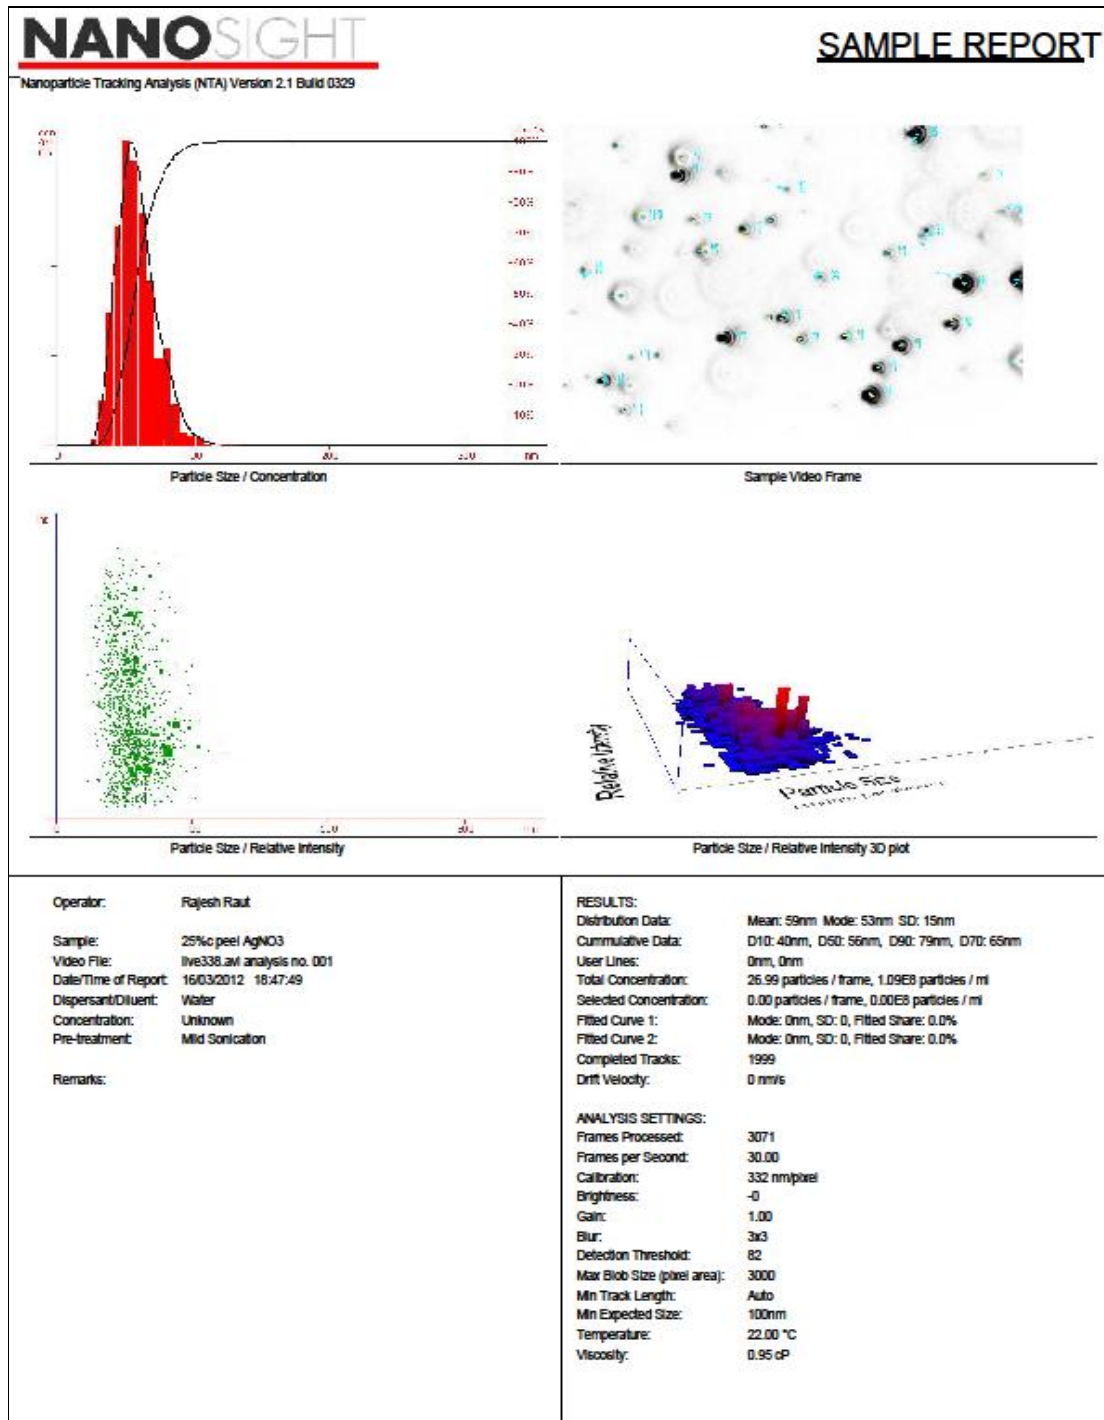 NANOSIGHT
SAMPLE REPORT
Nanoparticle Tracking Analysis (NTA) Version 2.1 Build 0329
nm
Particle Size / Concentration
Sample Video Frame
Relative Intensity
Particle Size
Particle Size / Relative Intensity
Particle Size / Relative Intensity 3D plot
Operator: Rajesh Raut
Sample: 25%c peel AgNO3
Video File: live338.avi analysis no. 001
Date/Time of Report: 16/03/2012 18:47:49
Dispersant/Diluent: Water
Concentration: Unknown
Pre-treatment: Mild Sonication
Remarks:
RESULTS:
Distribution Data: Mean: 59nm Mode: 53nm SD: 15nm
Cummulative Data: D10: 40nm, D50: 56nm, D90: 79nm, D70: 65nm
User Lines: 0nm, 0nm
Total Concentration: 26.99 particles / frame, 1.09E8 particles / ml
Selected Concentration: 0.00 particles / frame, 0.00E8 particles / ml
Fitted Curve 1: Mode: 0nm, SD: 0, Fitted Share: 0.0%
Fitted Curve 2: Mode: 0nm, SD: 0, Fitted Share: 0.0%
Completed Tracks: 1999
Drift Velocity: 0 nm/s
ANALYSIS SETTINGS:
Frames Processed: 3071
Frames per Second: 30.00
Calibration: 332 nm/pixel
Brightness: -0
Gain: 1.00
Blur: 3x3
Detection Threshold: 82
Max Blob Size (pixel area): 3000
Min Track Length: Auto
Min Expected Size: 100nm
Temperature: 22.00 °C
Viscosity: 0.95 cP